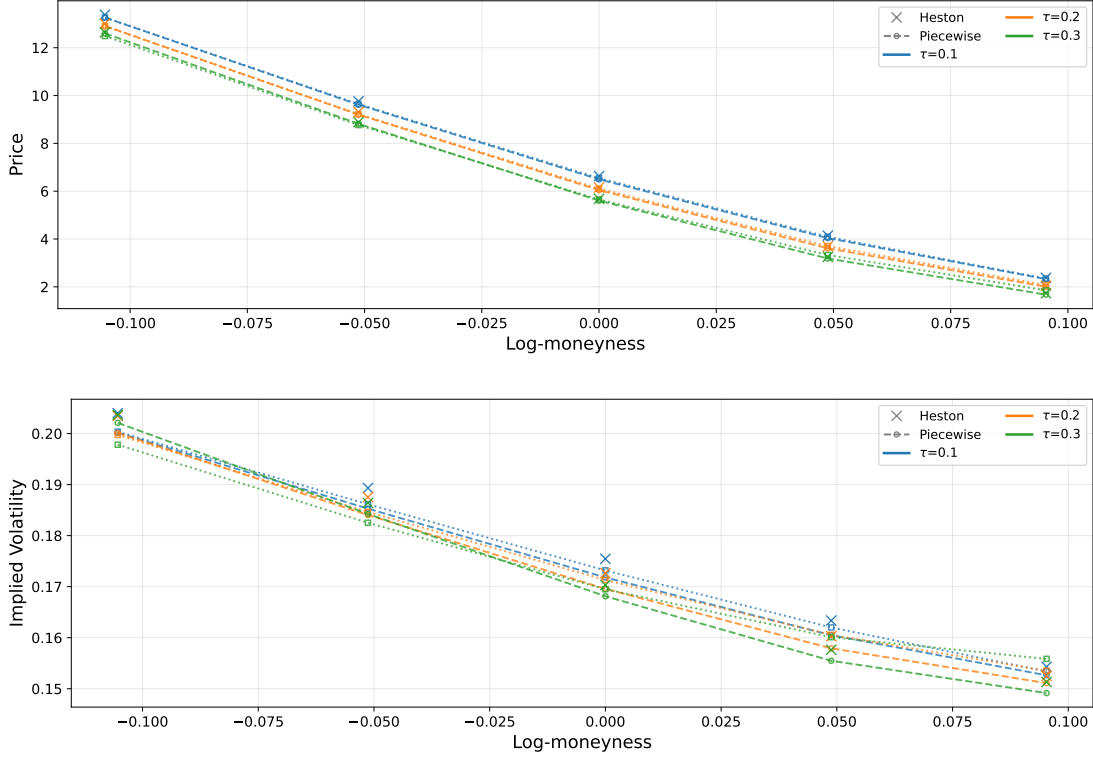 12
10
8
6
4
2
Price
Heston
Piecewise
τ=0.1
τ=0.2
τ=0.3
−0.100 −0.075 −0.050 −0.025 0.000 0.025 0.050 0.075 0.100
Log-moneyness
0.20
0.19
0.18
0.17
0.16
0.15
Implied Volatility
Heston
Piecewise
τ=0.1
τ=0.2
τ=0.3
−0.100 −0.075 −0.050 −0.025 0.000 0.025 0.050 0.075 0.100
Log-moneyness